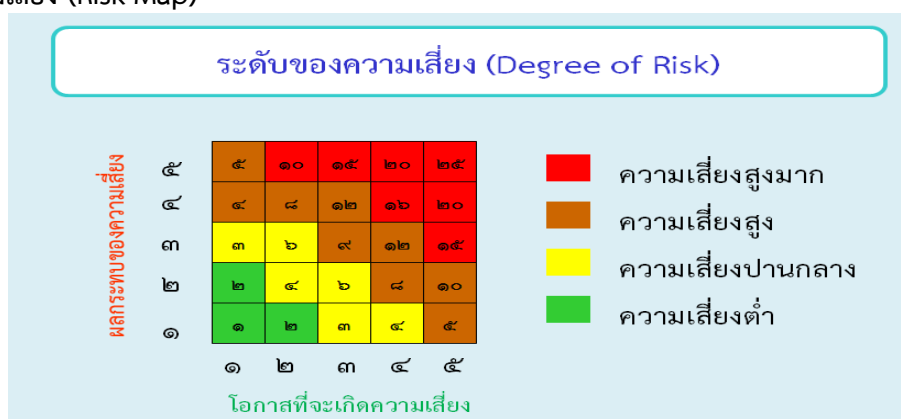 (Risk Map)
ระดับของความเสี่ยง (Degree of Risk)
ผลกระทบของความเสี่ยง
๕ ๕ ๑๐ ๑๕ ๒๐ ๒๕
๔ ๔ ๘ ๑๒ ๑๖ ๒๐
๓ ๓ ๖ ๙ ๑๒ ๑๕
๒ ๒ ๔ ๖ ๘ ๑๐
๑ ๑ ๒ ๓ ๔ ๕
๑ ๒ ๓ ๔ ๕
โอกาสที่จะเกิดความเสี่ยง
ความเสี่ยงสูงมาก
ความเสี่ยงสูง
ความเสี่ยงปานกลาง
ความเสี่ยงต่ำ